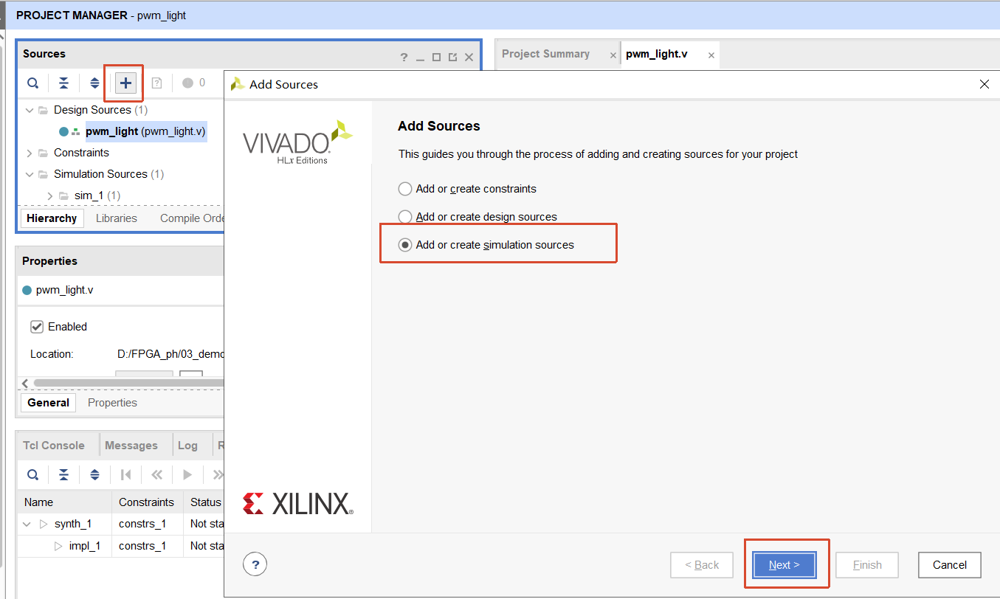 PROJECT MANAGER - pwm_light
Sources
?
Project Summary
pwm_light.v
0
Add Sources
Design Sources (1)
pwm_light (pwm_light.v)
Constraints
Simulation Sources (1)
sim_1 (1)
Hierarchy Libraries Compile Orde
Properties
pwm_light.v
Enabled
Location: D:/FPGA_ph/03_demo
General Properties
Tcl Console Messages Log R
Name Constraints Status
synth_1 constrs_1 Not sta
impl_1 constrs_1 Not sta
VIVADO.
HLx Editions
XILINX®
Add Sources
This guides you through the process of adding and creating sources for your project
Add or create constraints
Add or create design sources
Add or create simulation sources
?
< Back Next > Finish Cancel